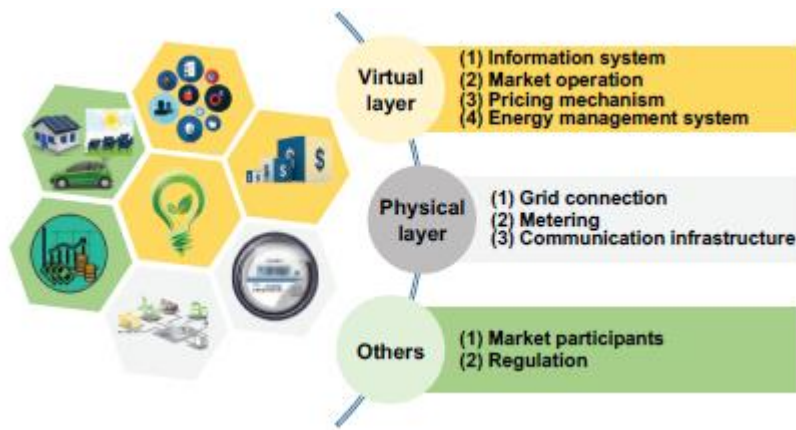 Virtual
layer
(1) Information system
(2) Market operation
(3) Pricing mechanism
(4) Energy management system
Physical
layer
(1) Grid connection
(2) Metering
(3) Communication infrastructure
Others
(1) Market participants
(2) Regulation
$
$